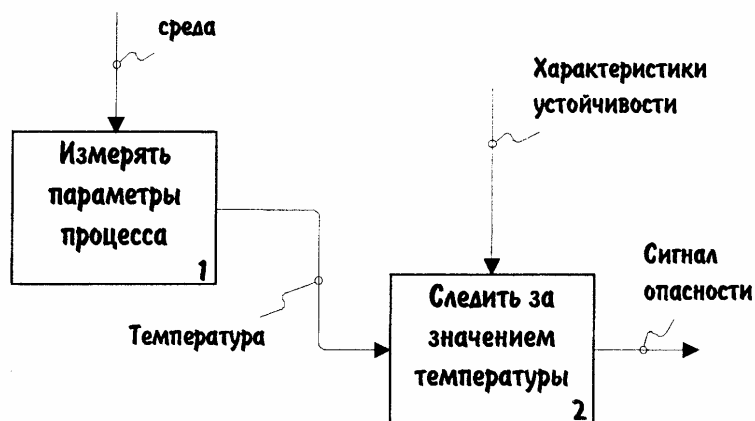 среда
Характеристики
устойчивости
Измерять
параметры
процесса
1
Температура
Следить за
значением
температуры
2
Сигнал
опасности